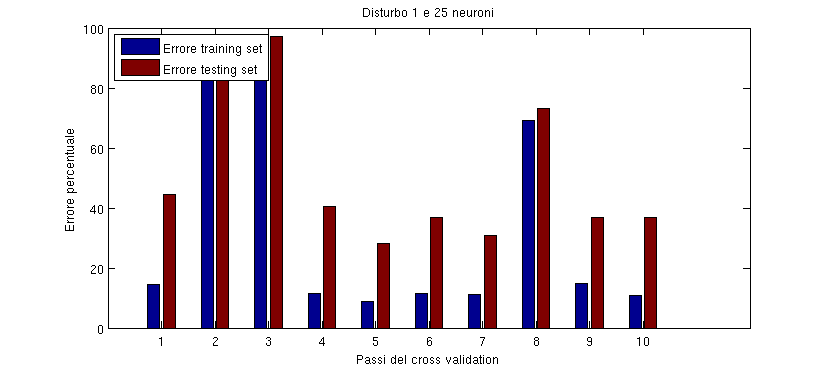 Disturbo 1 e 25 neuroni
Errore training set
Errore testing set
Errore percentuale
100
80
60
40
20
0
1 2 3 4 5 6 7 8 9 10
Passi del cross validation